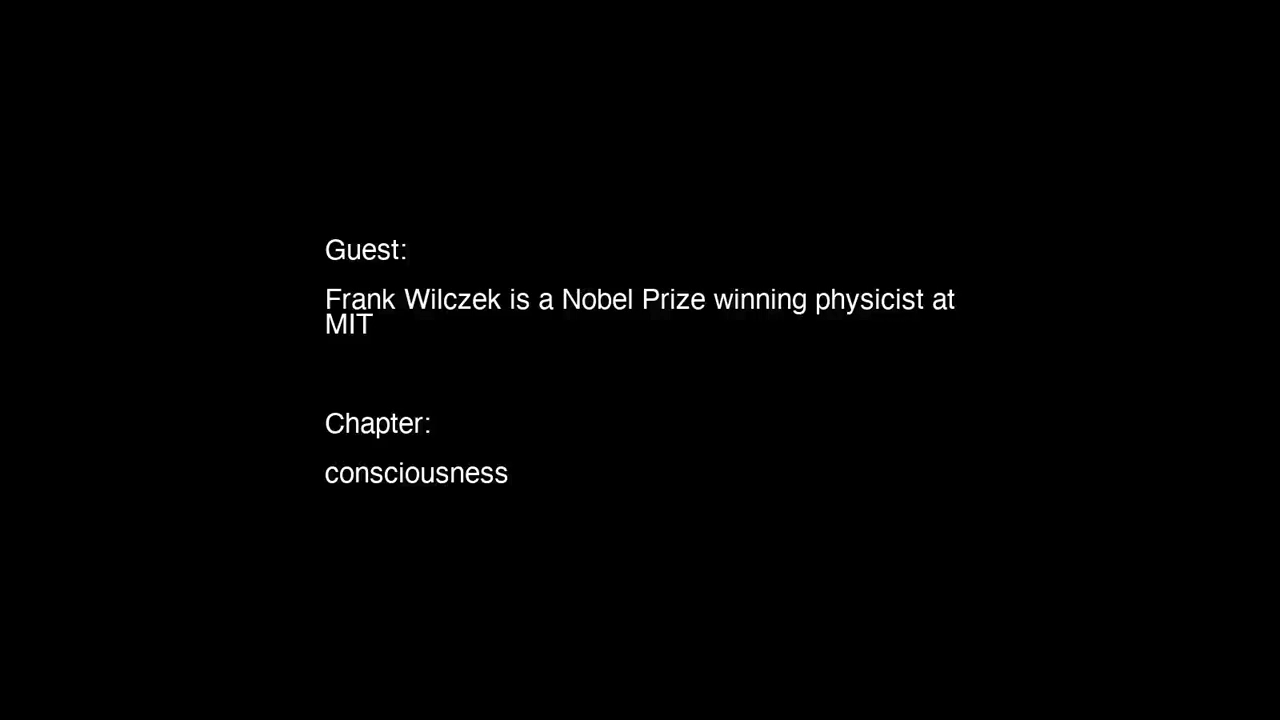 Guest:
Frank Wilczek is a Nobel Prize winning physicist at
MIT
Chapter:
consciousness